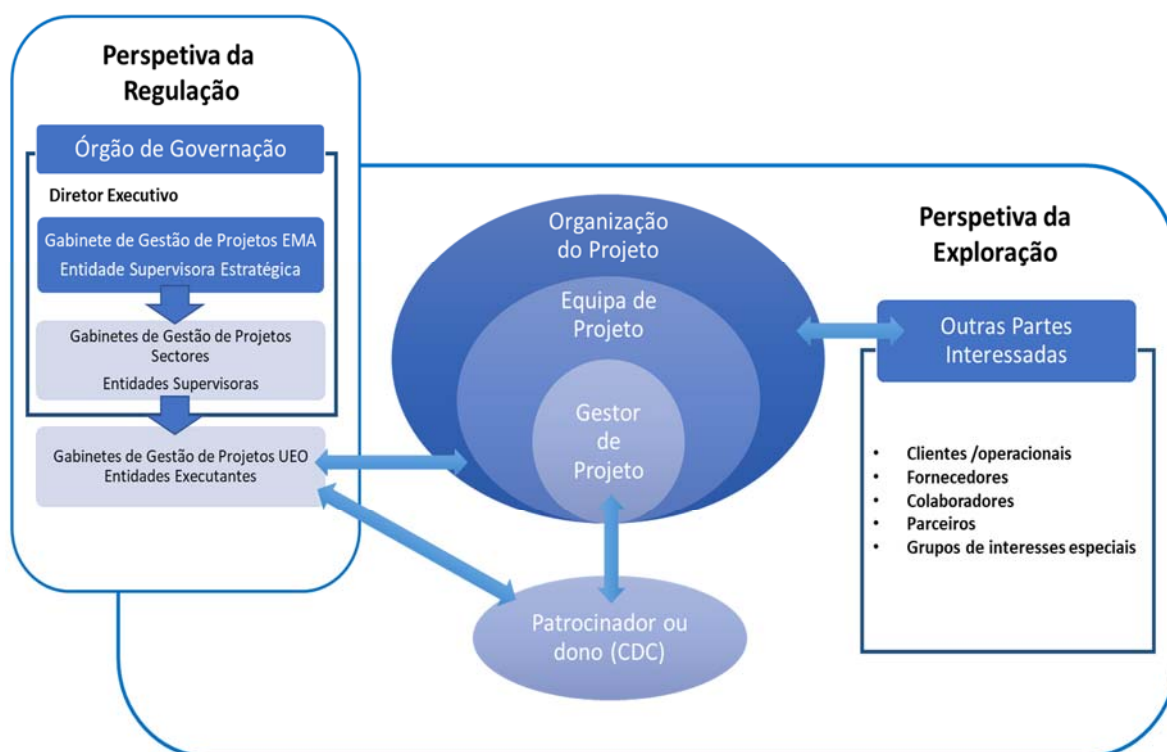 Perspetiva da
Regulação
Órgão de Governação
Diretor Executivo
Gabinete de Gestão de Projetos EMA
Entidade Supervisora Estratégica
Gabinetes de Gestão de Projetos
Sectores
Entidades Supervisoras
Gabinetes de Gestão de Projetos UEO
Entidades Executantes
Organização
do Projeto
Equipa de
Projeto
Gestor
de
Projeto
Patrocinador ou
dono (CDC)
Perspetiva da
Exploração
Outras Partes
Interessadas
• Clientes /operacionais
• Fornecedores
• Colaboradores
• Parceiros
• Grupos de interesses especiais